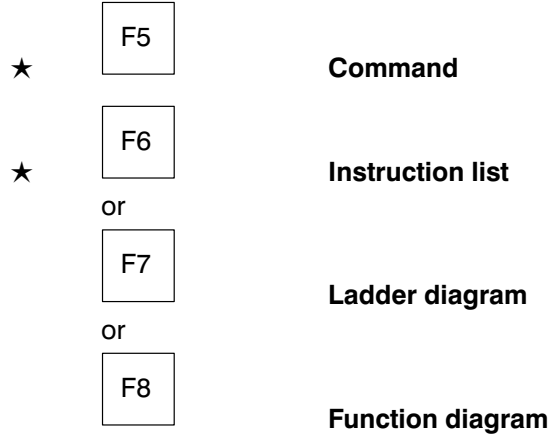 F5
★ Command
F6
★ Instruction list
or
F7
Ladder diagram
or
F8
Function diagram